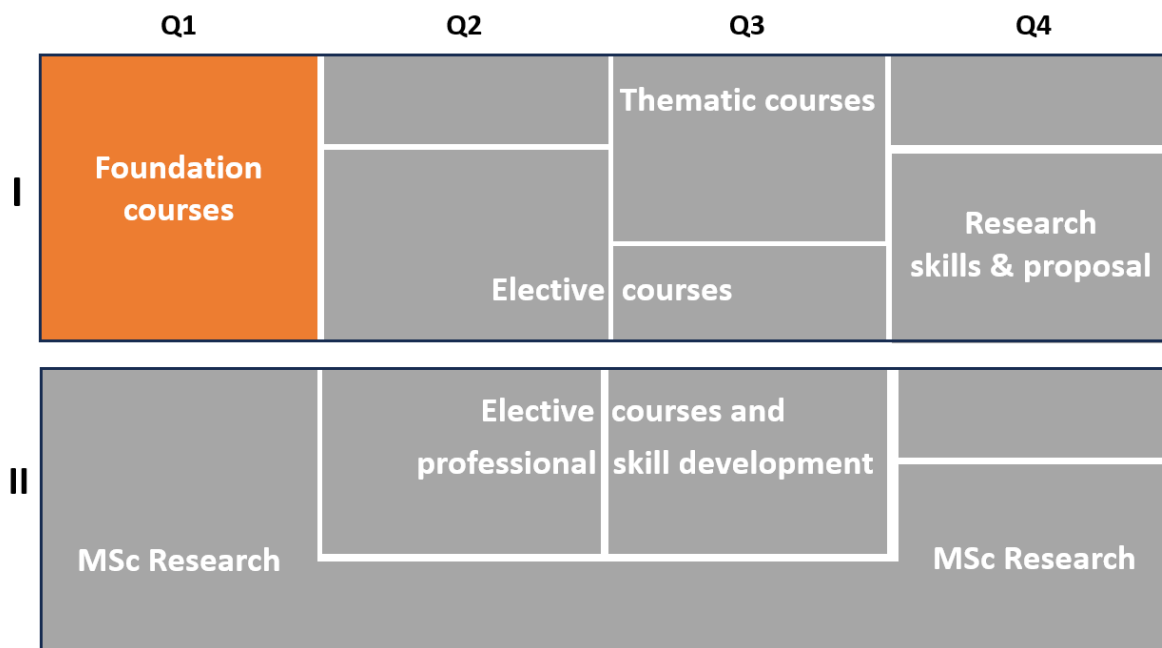 Q1 Q2 Q3 Q4
I
Foundation
courses
Thematic courses
Elective courses
Research
skills & proposal
II
MSc Research
Elective courses and
professional skill development
MSc Research